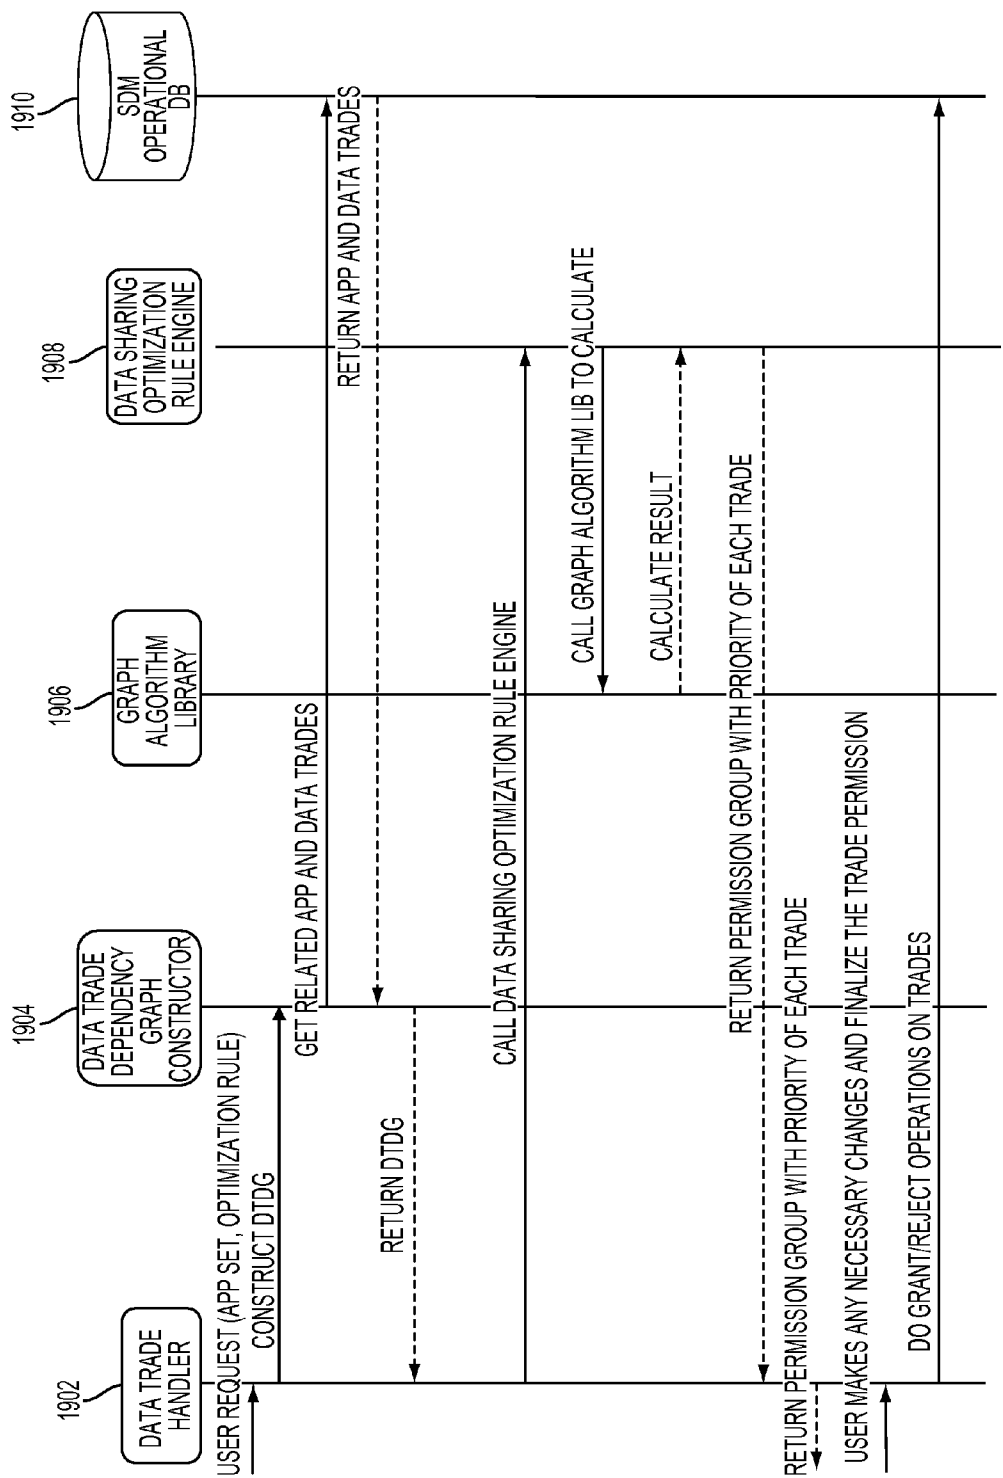 1902
DATA TRADE
HANDLER
1904
DATA TRADE
DEPENDENCY
GRAPH
CONSTRUCTOR
1906
GRAPH
ALGORITHM
LIBRARY
1908
DATA SHARING
OPTIMIZATION
RULE ENGINE
1910
SDM
OPERATIONAL
DB
USER REQUEST (APP SET, OPTIMIZATION RULE)
CONSTRUCT DTDG
GET RELATED APP AND DATA TRADES
RETURN APP AND DATA TRADES
RETURN DTDG
CALL DATA SHARING OPTIMIZATION RULE ENGINE
CALL GRAPH ALGORITHM LIB TO CALCULATE
CALCULATE RESULT
RETURN PERMISSION GROUP WITH PRIORITY OF EACH TRADE
RETURN PERMISSION GROUP WITH PRIORITY OF EACH TRADE
USER MAKES ANY NECESSARY CHANGES AND FINALIZE THE TRADE PERMISSION
DO GRANT/REJECT OPERATIONS ON TRADES